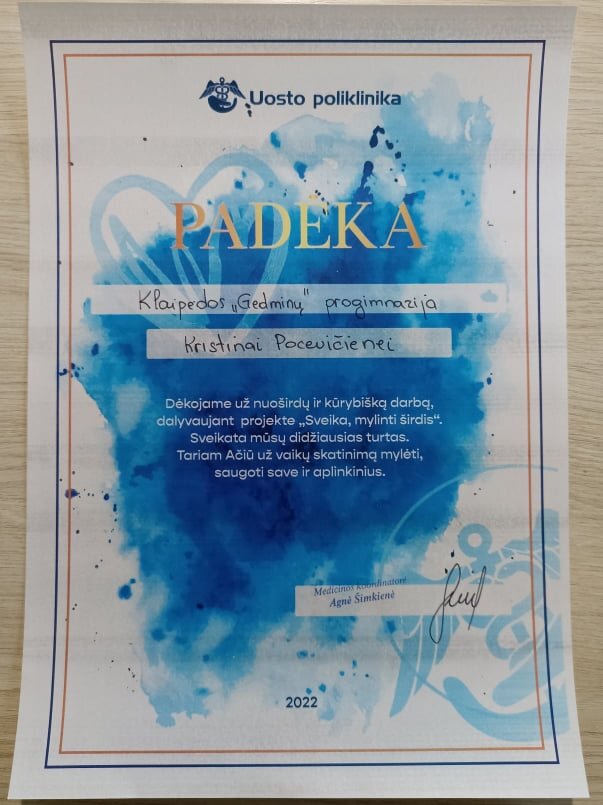 Uosto poliklinika
PADĖKA
Klaipėdos „Gedminų" progimnazija
Kristinai Pocevičienei
Dėkojame už nuoširdų ir kūrybišką darbą,
dalyvaujant projekte „Sveika, mylinti širdis“.
Sveikata mūsų didžiausias turtas.
Tariam Ačiū už vaikų skatinimą mylėti,
saugoti save ir aplinkinius.
Medicinos koordinatorė
Agnė Šimkienė
2022